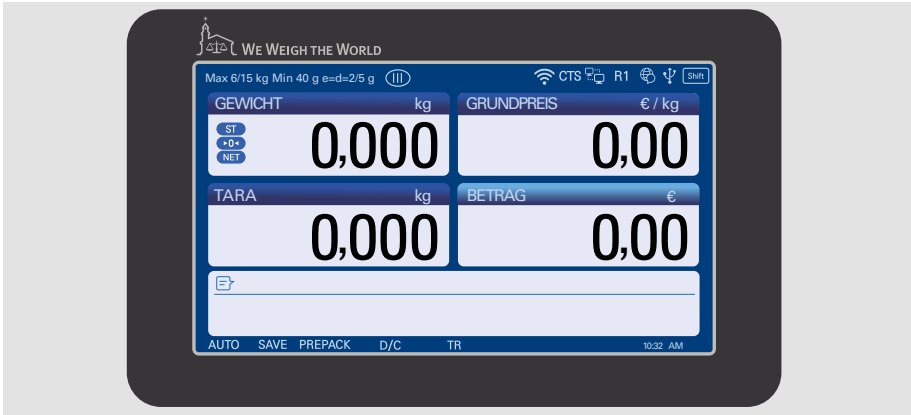 WE WEIGH THE WORLD
Max 6/15 kg Min 40 g e=d=2/5 g III CTS R1 Shift
GEWICHT kg GRUNDPREIS € / kg
ST
0,000 0,00
►0◄
NET
TARA kg BETRAG €
0,000 0,00
AUTO SAVE PREPACK D/C TR 10:32 AM